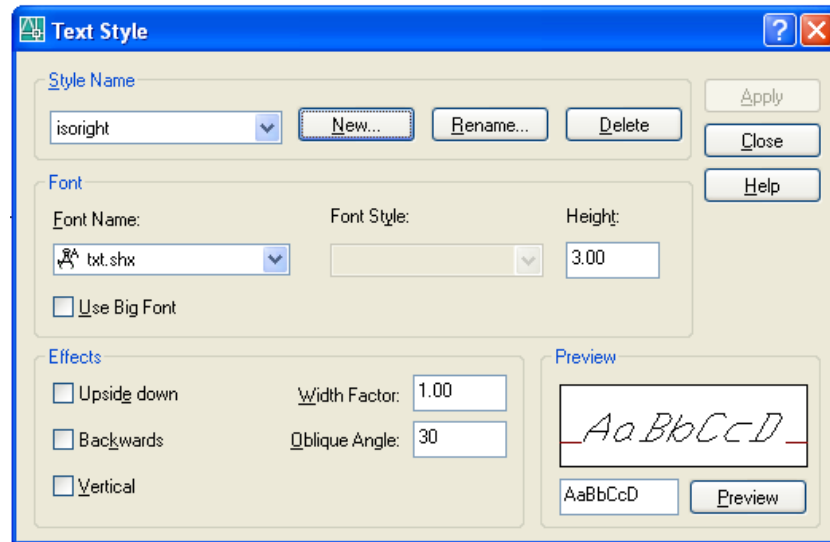 Text Style
Style Name
isoright New... Rename... Delete
Apply
Close
Help
Font
Font Name: Font Style: Height:
txt.shx 3.00
Use Big Font
Effects
Upside down
Backwards
Vertical
Width Factor: 1.00
Oblique Angle: 30
Preview
AaBbCcD
AaBbCcD Preview